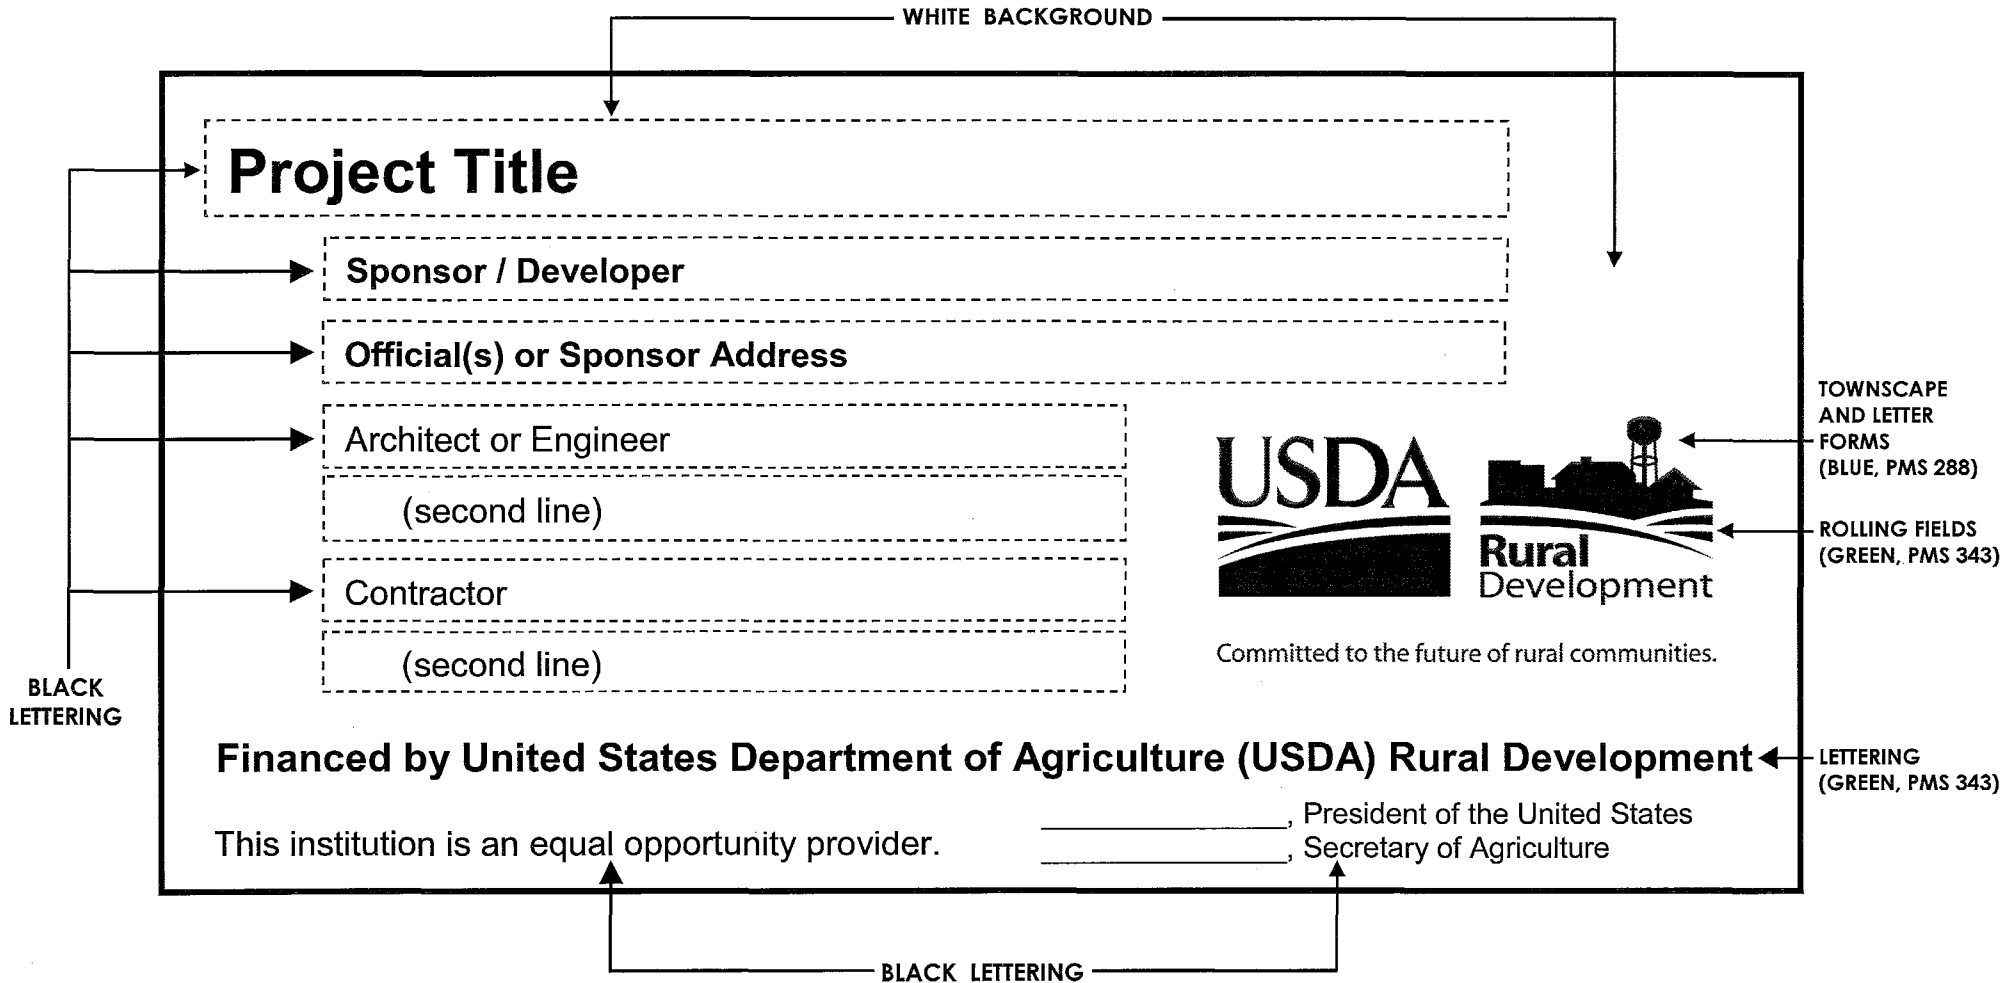 WHITE BACKGROUND
Project Title
Sponsor / Developer
Official(s) or Sponsor Address
Architect or Engineer
(second line)
Contractor
(second line)
BLACK
LETTERING
USDA
Rural
Development
Committed to the future of rural communities.
TOWNSCAPE
AND LETTER
FORMS
(BLUE, PMS 288)
ROLLING FIELDS
(GREEN, PMS 343)
Financed by United States Department of Agriculture (USDA) Rural Development
LETTERING
(GREEN, PMS 343)
This institution is an equal opportunity provider.
, President of the United States
, Secretary of Agriculture
BLACK LETTERING